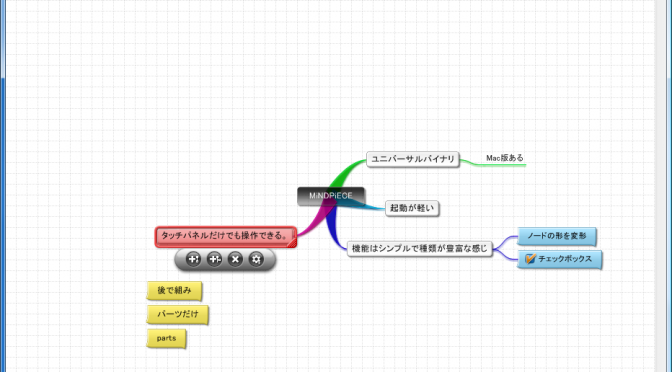 ユニバーサルバイナリ
Mac版ある
MiNDPiECE
起動が軽い
タッチパネルだけでも操作できる。
機能はシンプルで種類が豊富な感じ
ノードの形を変形
チェックボックス
後で組み
パーツだけ
parts